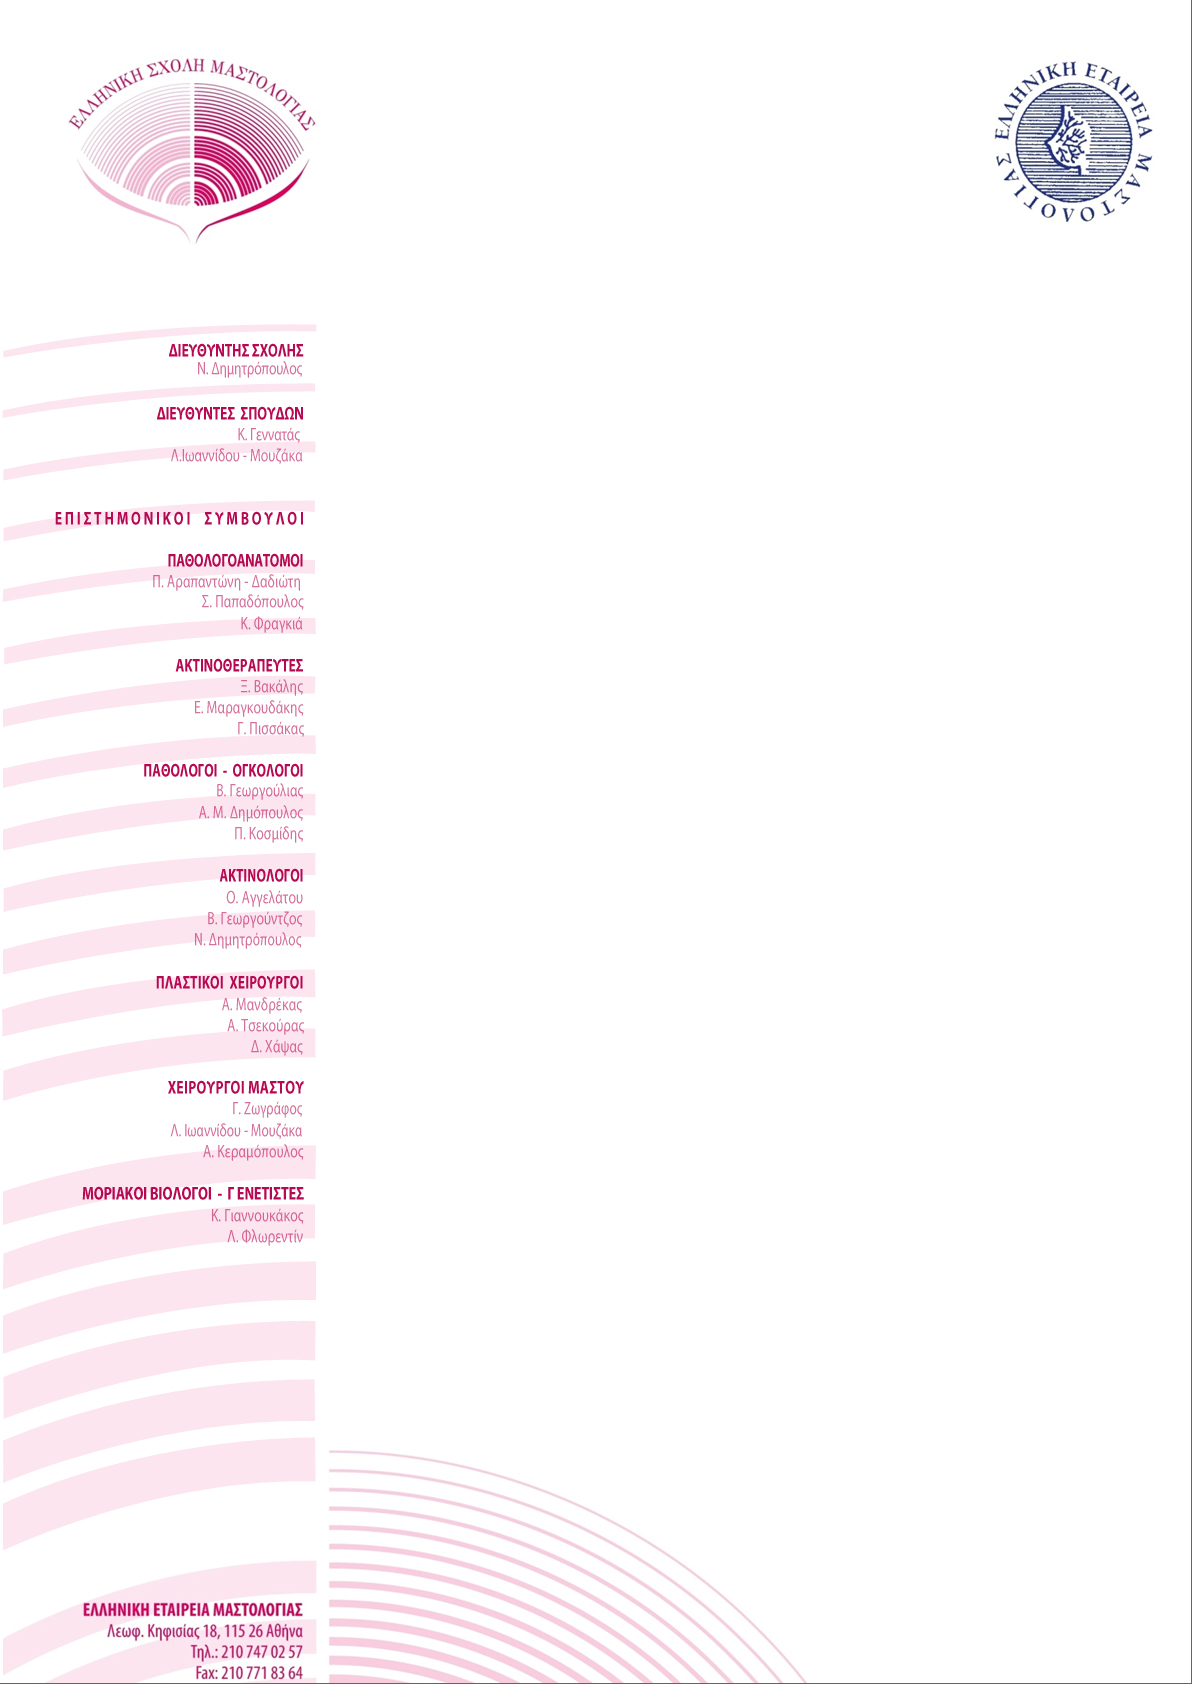 ΕΛΛΗΝΙΚΗ ΣΧΟΛΗ ΜΑΣΤΟΛΟΓΙΑΣ
ΕΛΛΗΝΙΚΗ ΕΤΑΙΡΕΙΑ ΜΑΣΤΟΛΟΓΙΑΣ
ΔΙΕΥΘΥΝΤΗΣ ΣΧΟΛΗΣ
Ν. Δημητρόπουλος
ΔΙΕΥΘΥΝΤΕΣ ΣΠΟΥΔΩΝ
Κ. Γεννατάς
Λ.Ιωαννίδου - Μουζάκα
ΕΠΙΣΤΗΜΟΝΙΚΟΙ ΣΥΜΒΟΥΛΟΙ
ΠΑΘΟΛΟΓΟΑΝΑΤΟΜΟΙ
Π. Αραπαντώνη - Δαδιώτη
Σ. Παπαδόπουλος
Κ. Φραγκιά
ΑΚΤΙΝΟΘΕΡΑΠΕΥΤΕΣ
Ξ. Βακάλης
Ε. Μαραγκουδάκης
Γ. Πισσάκας
ΠΑΘΟΛΟΓΟΙ - ΟΓΚΟΛΟΓΟΙ
Β. Γεωργούλιας
Α. Μ. Δημόπουλος
Π. Κοσμίδης
ΑΚΤΙΝΟΛΟΓΟΙ
Ο. Αγγελάτου
Β. Γεωργούντζος
Ν. Δημητρόπουλος
ΠΛΑΣΤΙΚΟΙ ΧΕΙΡΟΥΡΓΟΙ
Α. Μανδρέκας
Α. Τσεκούρας
Δ. Χάψας
ΧΕΙΡΟΥΡΓΟΙ ΜΑΣΤΟΥ
Γ. Ζωγράφος
Λ. Ιωαννίδου - Μουζάκα
Α. Κεραμόπουλος
ΜΟΡΙΑΚΟΙ ΒΙΟΛΟΓΟΙ - Γ ΕΝΕΤΙΣΤΕΣ
Κ. Γιαννουκάκος
Λ. Φλωρεντίν
ΕΛΛΗΝΙΚΗ ΕΤΑΙΡΕΙΑ ΜΑΣΤΟΛΟΓΙΑΣ
Λεωφ. Κηφισίας 18, 115 26 Αθήνα
Τηλ.: 210 747 02 57
Fax: 210 771 83 64